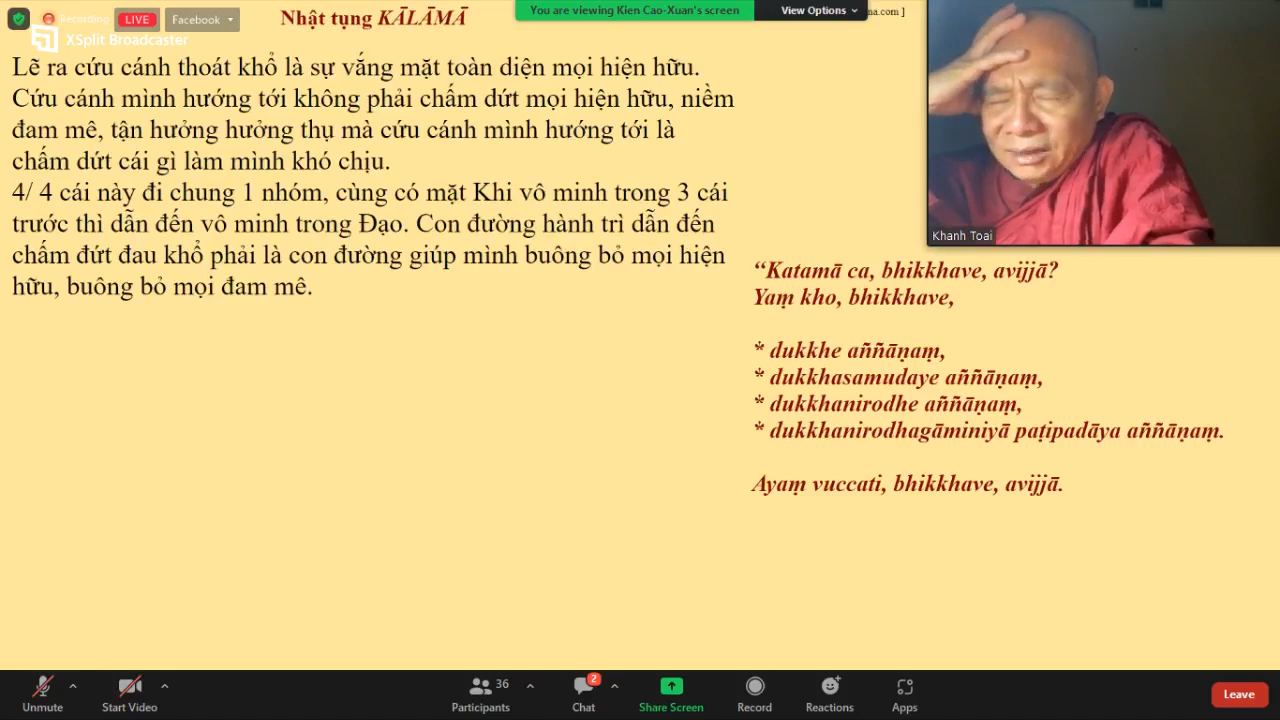 Recording
LIVE
Facebook
XSplit Broadcaster
Nhật tụng KĀLĀMĀ
You are viewing Kien Cao-Xuan's screen
View Options
.com ]
Lẽ ra cứu cánh thoát khổ là sự vắng mặt toàn diện mọi hiện hữu.
Cứu cánh mình hướng tới không phải chấm dứt mọi hiện hữu, niềm
đam mê, tận hưởng hưởng thụ mà cứu cánh mình hướng tới là
chấm dứt cái gì làm mình khó chịu.
4/ 4 cái này đi chung 1 nhóm, cùng có mặt Khi vô minh trong 3 cái
trước thì dẫn đến vô minh trong Đạo. Con đường hành trì dẫn đến
chấm đứt đau khổ phải là con đường giúp mình buông bỏ mọi hiện
hữu, buông bỏ mọi đam mê.
Khanh Toai
“Katamā ca, bhikkhave, avijjā?
Yaṃ kho, bhikkhave,
* dukkhe aññāṇaṃ,
* dukkhasamudaye aññāṇaṃ,
* dukkhanirodhe aññāṇaṃ,
* dukkhanirodhagāminiyā paṭipadāya aññāṇaṃ.
Ayaṃ vuccati, bhikkhave, avijjā.
Unmute
Start Video
36
Participants
2
Chat
Share Screen
Record
Reactions
Apps
Leave